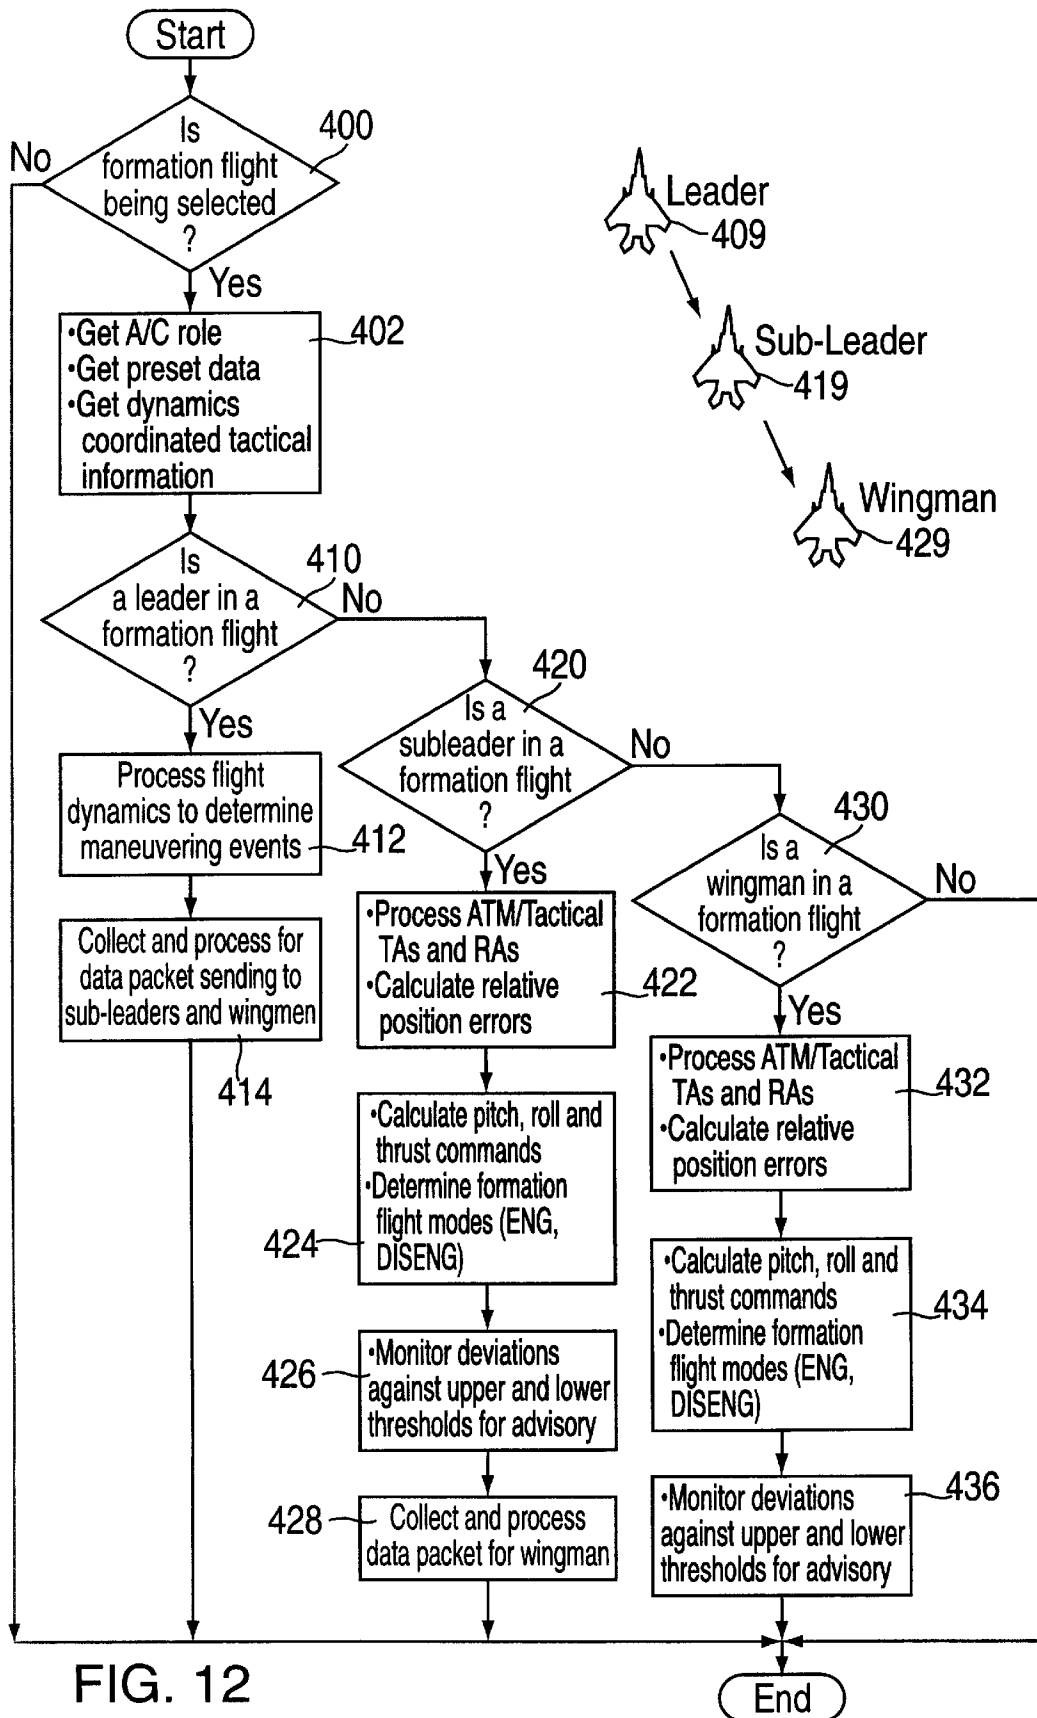 Start
Is
formation flight
being selected
?
400
No
Yes
•Get A/C role
•Get preset data
•Get dynamics
coordinated tactical
information
402
Leader
409
Sub-Leader
419
Wingman
429
Is
a leader in a
formation flight
?
410
No
Yes
Process flight
dynamics to determine
maneuvering events
412
Collect and process for
data packet sending to
sub-leaders and wingmen
414
Is a
subleader in a
formation flight
?
420
No
Yes
•Process ATM/Tactical
TAs and RAs
•Calculate relative
position errors
422
•Calculate pitch, roll and
thrust commands
•Determine formation
flight modes (ENG,
DISENG)
424
•Monitor deviations
against upper and lower
thresholds for advisory
426
Collect and process
data packet for wingman
428
Is a
wingman in a
formation flight
?
430
No
Yes
•Process ATM/Tactical
TAs and RAs
•Calculate relative
position errors
432
•Calculate pitch, roll and
thrust commands
•Determine formation
flight modes (ENG,
DISENG)
434
•Monitor deviations
against upper and lower
thresholds for advisory
436
End
FIG. 12